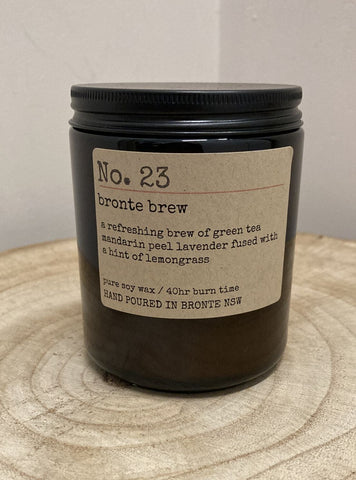 No. 23
bronte brew
a refreshing brew of green tea
mandarin peel lavender fused with
a hint of lemongrass
pure soy wax / 40hr burn time
HAND POURED IN BRONTE NSW